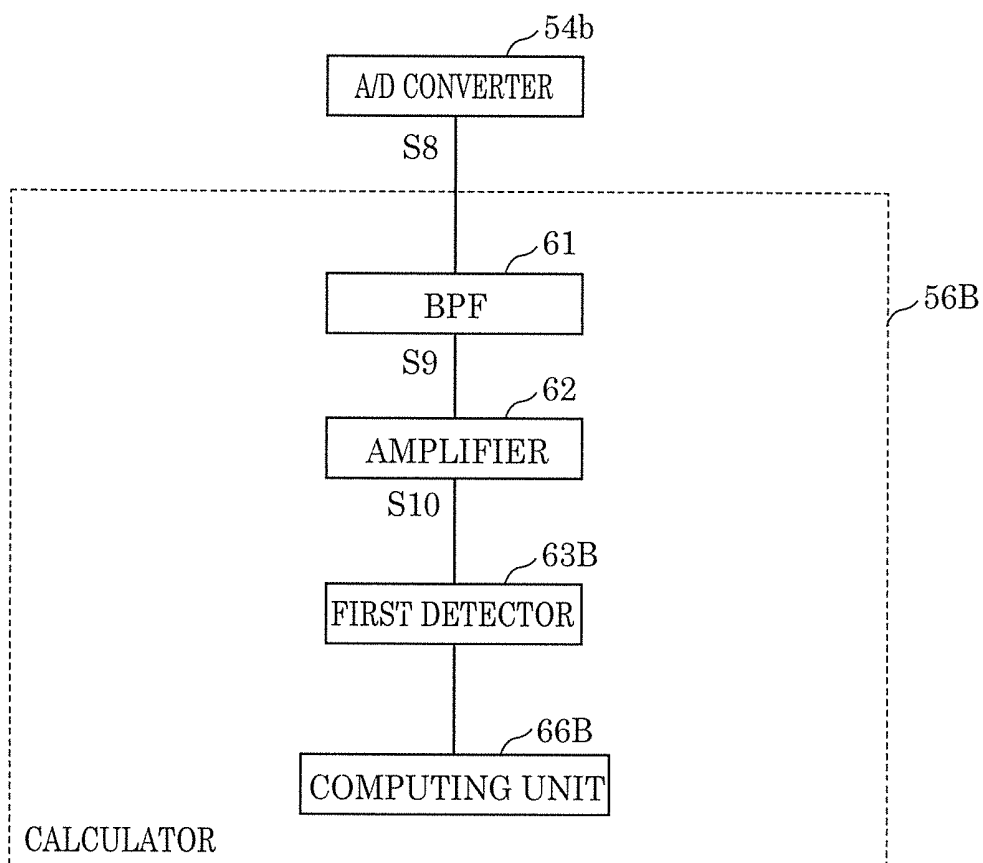 54b
A/D CONVERTER
S8
61
BPF
56B
S9
62
AMPLIFIER
S10
63B
FIRST DETECTOR
66B
COMPUTING UNIT
CALCULATOR